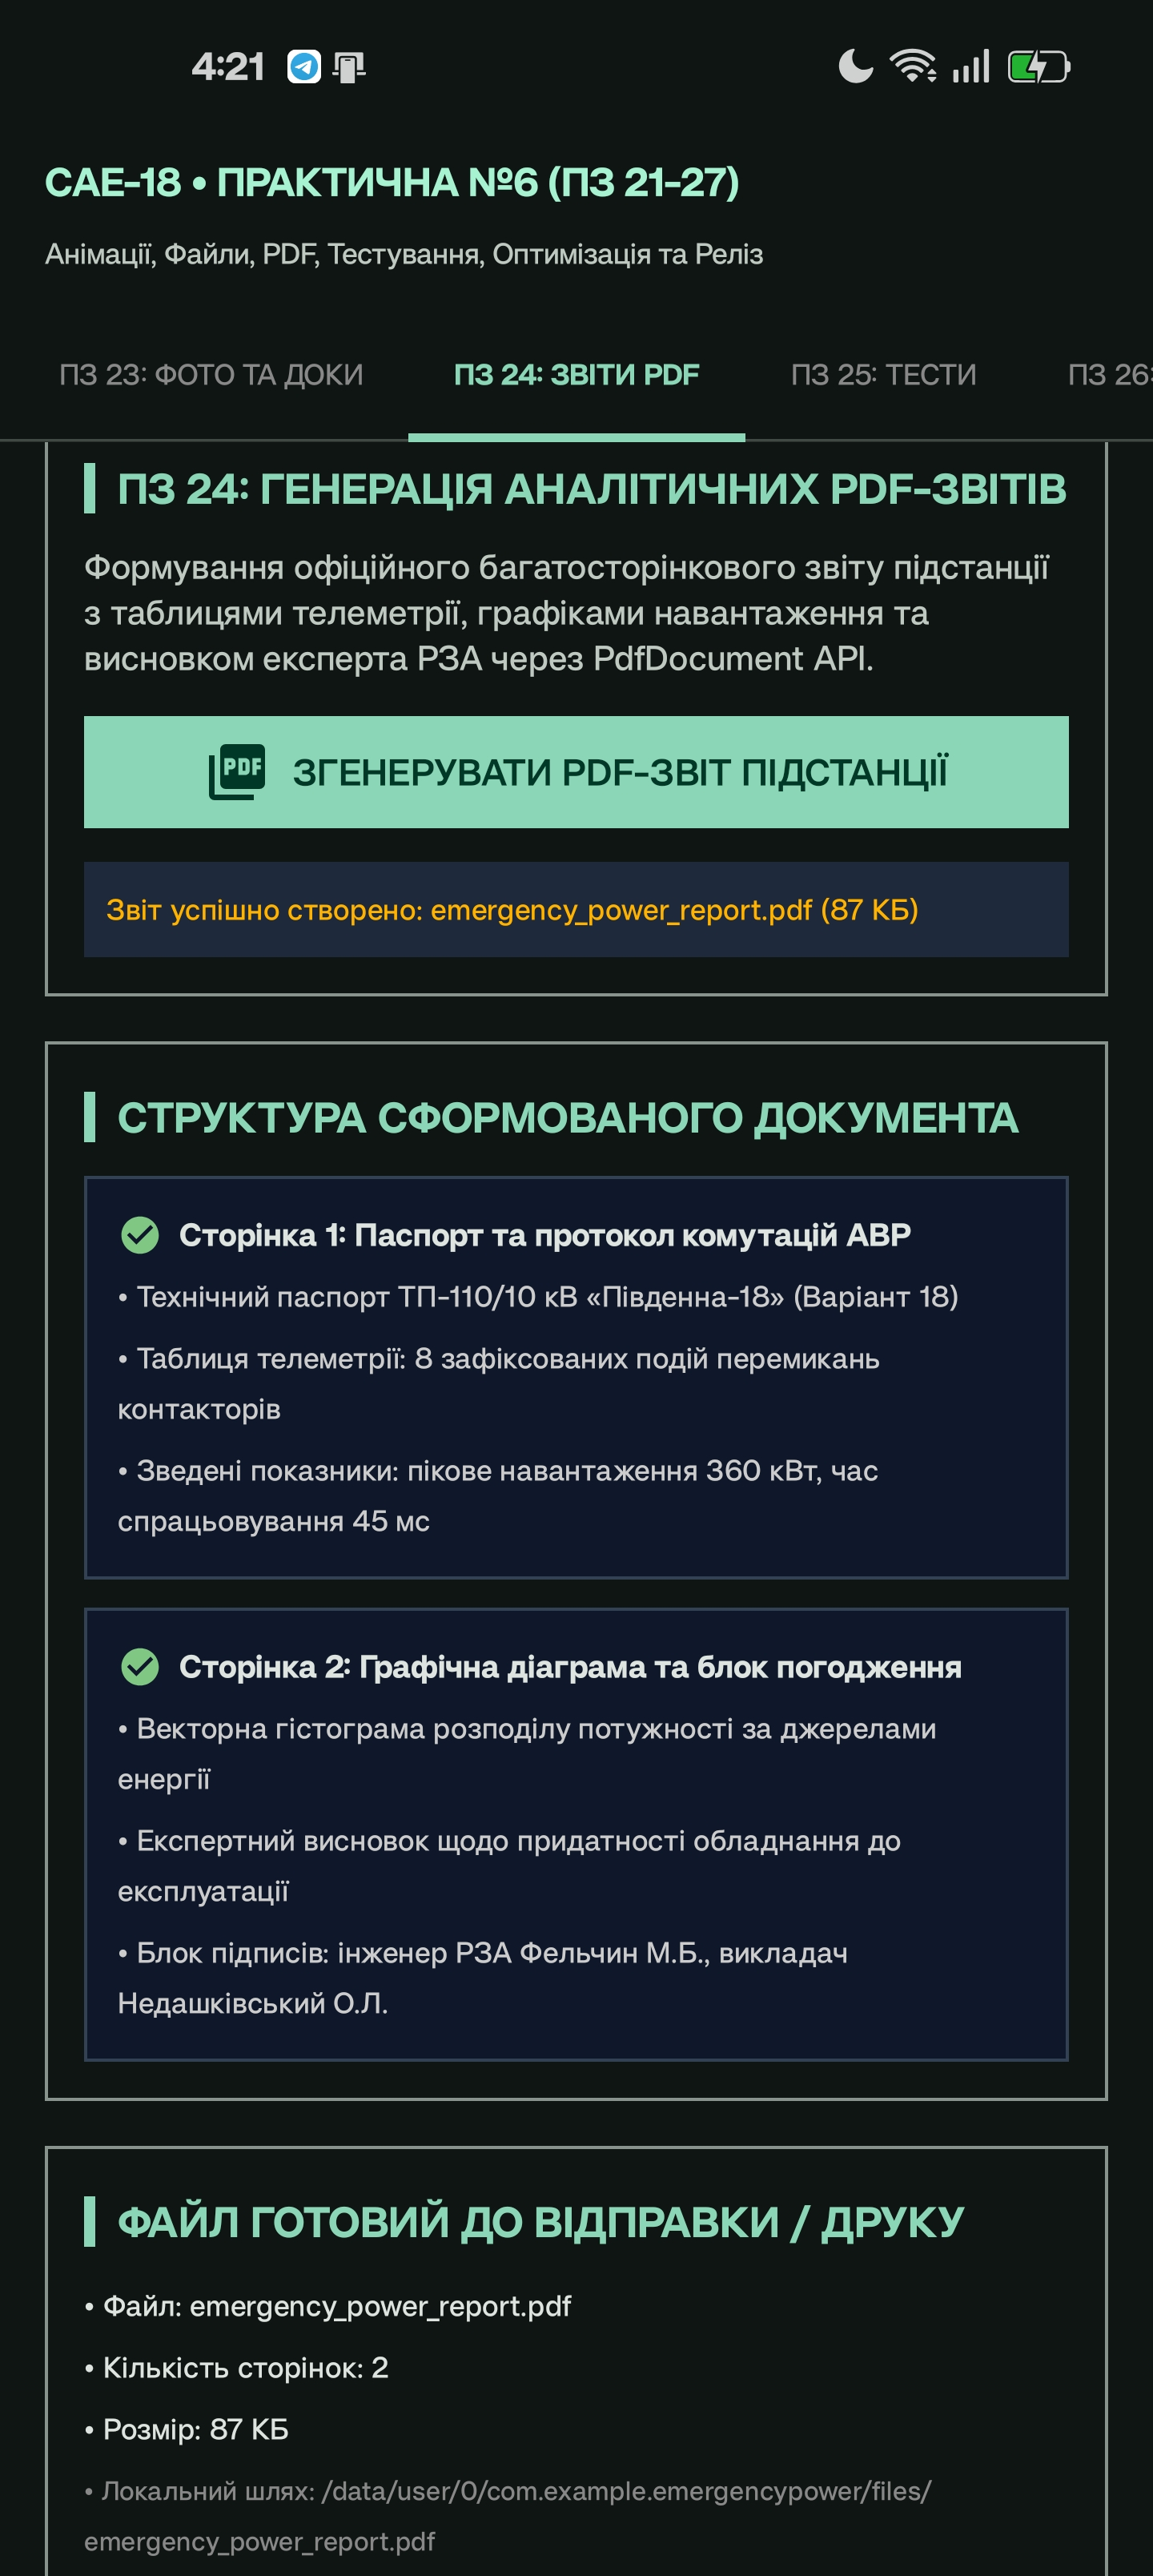 4:21
САЕ-18 • ПРАКТИЧНА №6 (ПЗ 21-27)
Анімації, Файли, PDF, Тестування, Оптимізація та Реліз
ПЗ 23: ФОТО ТА ДОКИ
ПЗ 24: ЗВІТИ PDF
ПЗ 25: ТЕСТИ
ПЗ 26:
ПЗ 24: ГЕНЕРАЦІЯ АНАЛІТИЧНИХ PDF-ЗВІТІВ
Формування офіційного багатосторінкового звіту підстанції
з таблицями телеметрії, графіками навантаження та
висновком експерта РЗА через PdfDocument API.
PDF
ЗГЕНЕРУВАТИ PDF-ЗВІТ ПІДСТАНЦІЇ
Звіт успішно створено: emergency_power_report.pdf (87 КБ)
СТРУКТУРА СФОРМОВАНОГО ДОКУМЕНТА
Сторінка 1: Паспорт та протокол комутацій АВР
• Технічний паспорт ТП-110/10 кВ «Південна-18» (Варіант 18)
• Таблиця телеметрії: 8 зафіксованих подій перемикань
контакторів
• Зведені показники: пікове навантаження 360 кВт, час
спрацьовування 45 мс
Сторінка 2: Графічна діаграма та блок погодження
• Векторна гістограма розподілу потужності за джерелами
енергії
• Експертний висновок щодо придатності обладнання до
експлуатації
• Блок підписів: інженер РЗА Фельчин М.Б., викладач
Недашківський О.Л.
ФАЙЛ ГОТОВИЙ ДО ВІДПРАВКИ / ДРУКУ
• Файл: emergency_power_report.pdf
• Кількість сторінок: 2
• Розмір: 87 КБ
• Локальний шлях: /data/user/0/com.example.emergencypower/files/
emergency_power_report.pdf